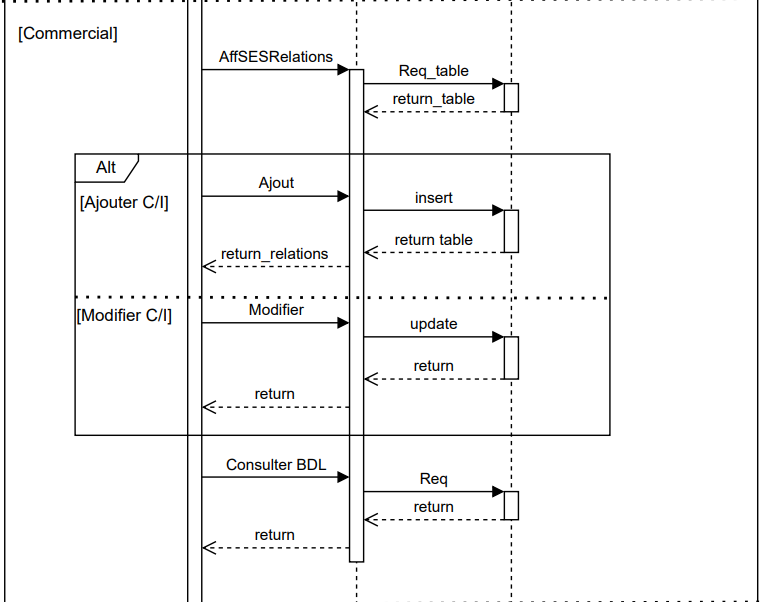 [Commercial]
AffSESRelations
Req_table
return_table
Alt
[Ajouter C/I]
Ajout
insert
return table
return_relations
[Modifier C/I]
Modifier
update
return
return
Consulter BDL
Req
return
return